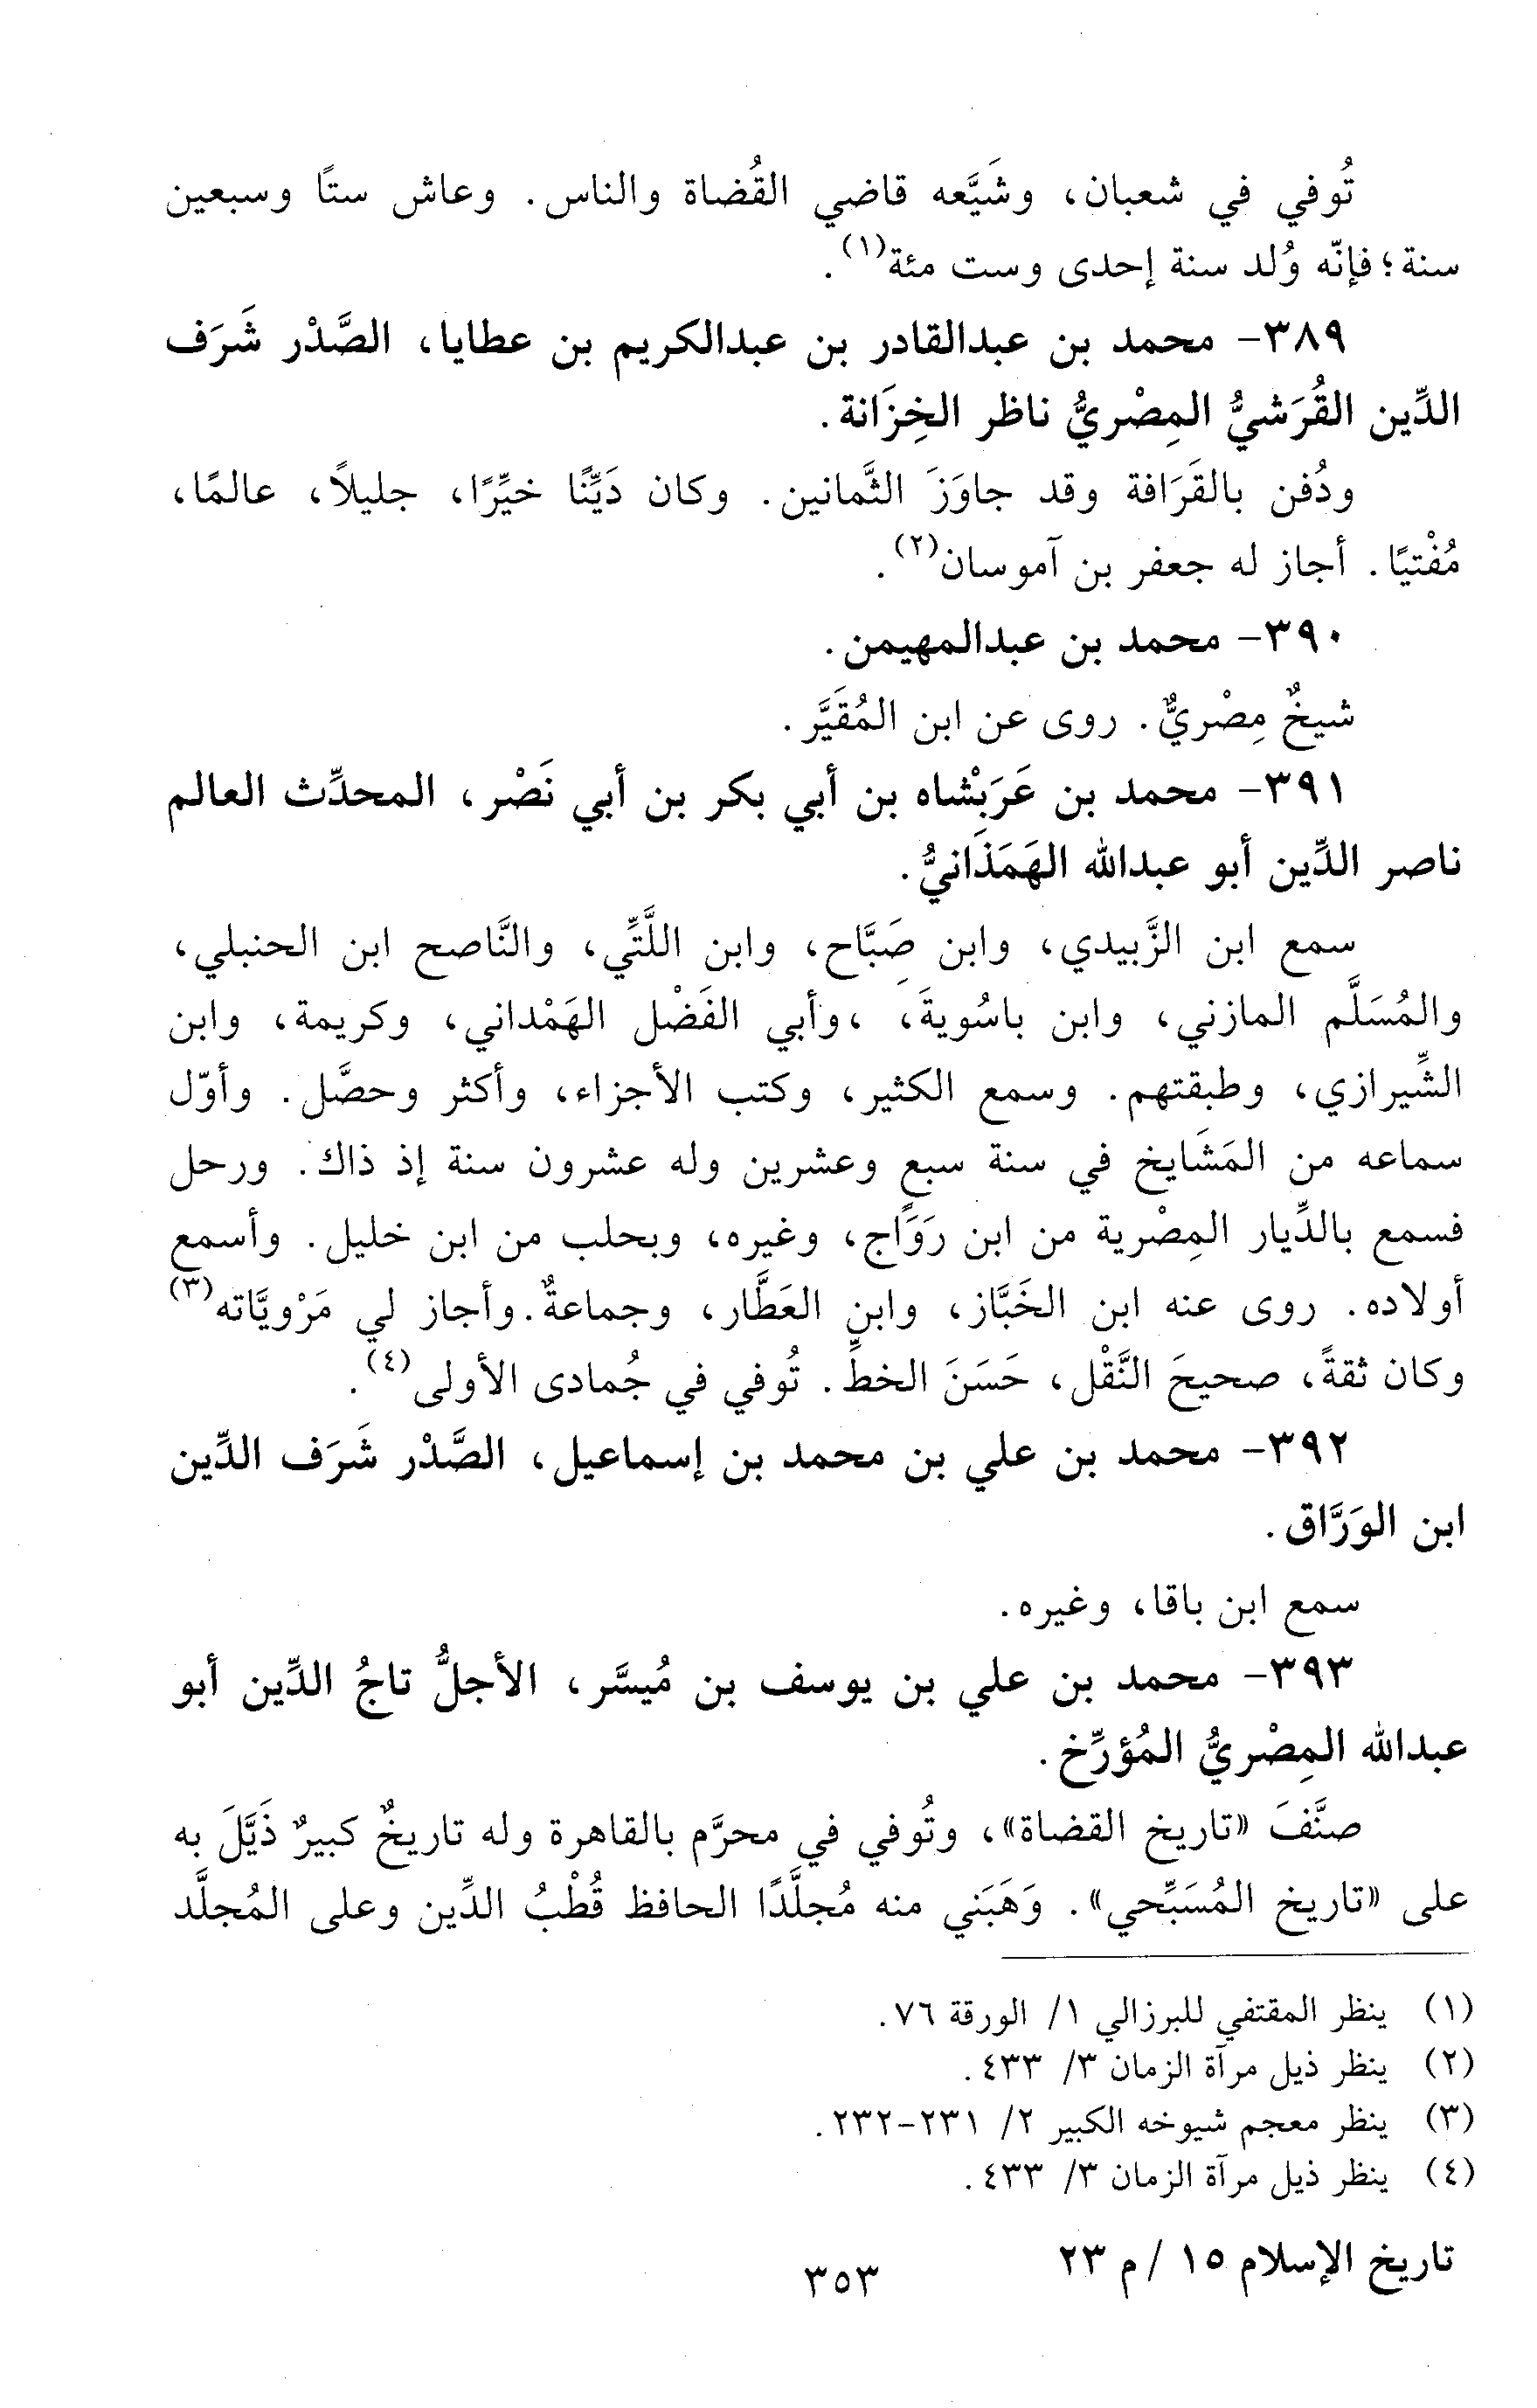 تُوفي في شعبان، وشَيَّعه قاضي القُضاة والناس. وعاش ستًا وسبعين
سنة؛ فإنّه وُلد سنة إحدى وست مئة(١).
٣٨٩- محمد بن عبدالقادر بن عبدالكريم بن عطايا، الصَّدْر شَرَف
الدِّين القُرَشيُّ المِصْريُّ ناظر الخِزَانة.
ودُفن بالقَرَافة وقد جاوَزَ الثَّمانين. وكان دَيِّنًا خيِّرًا، جليلاً، عالمًا،
مُفْتيًا. أجاز له جعفر بن آموسان(٢).
٣٩٠- محمد بن عبدالمهيمن.
شيخٌ مِصْريٌّ. روى عن ابن المُقَيَّر.
٣٩١- محمد بن عَرَبْشاه بن أبي بكر بن أبي نَصْر، المحدِّث العالم
ناصر الدِّين أبو عبدالله الهَمَذَانيُّ.
سمع ابن الزَّبيدي، وابن صِبَّاح، وابن اللَّتِّي، والنَّاصح ابن الحنبلي،
والمُسَلَّم المازني، وابن باسُويةَ، ،وأبي الفَضْل الهَمْداني، وكريمة، وابن
الشِّيرازي، وطبقتهم. وسمع الكثير، وكتب الأجزاء، وأكثر وحصَّل. وأوّل
سماعه من المَشَايخ في سنة سبع وعشرين وله عشرون سنة إذ ذاك. ورحل
فسمع بالدِّيار المِصْرية من ابن رَوَاج، وغيره، وبحلب من ابن خليل. وأسمع
أولاده. روى عنه ابن الخَبَّاز، وابن العَطَّار، وجماعةٌ.وأجاز لي مَرْويَّاته(٣)
وكان ثقةً، صحيحَ النَّقْل، حَسَنَ الخطِّ. تُوفي في جُمادى الأولى(٤).
٣٩٢- محمد بن علي بن محمد بن إسماعيل، الصَّدْر شَرَف الدِّين
ابن الوَرَّاق.
سمع ابن باقا، وغيره.
٣٩٣- محمد بن علي بن يوسف بن مُيسَّر، الأجلُّ تاجُ الدِّين أبو
عبدالله المِصْريُّ المُؤرِّخ.
صنَّفَ «تاريخ القضاة»، وتُوفي في محرَّم بالقاهرة وله تاريخٌ كبيرٌ ذَيَّلَ به
على «تاريخ المُسَبِّحي». وَهَبَني منه مُجلَّدًا الحافظ قُطْبُ الدِّين وعلى المُجلَّد
(١) ينظر المقتفي للبرزالي ١/ الورقة ٧٦.
(٢) ينظر ذيل مرآة الزمان ٣/ ٤٣٣.
(٣) ينظر معجم شيوخه الكبير ٢/ ٢٣١-٢٣٢.
(٤) ينظر ذيل مرآة الزمان ٣/ ٤٣٣.
تاريخ الإسلام ١٥ / م ٢٣
٣٥٣